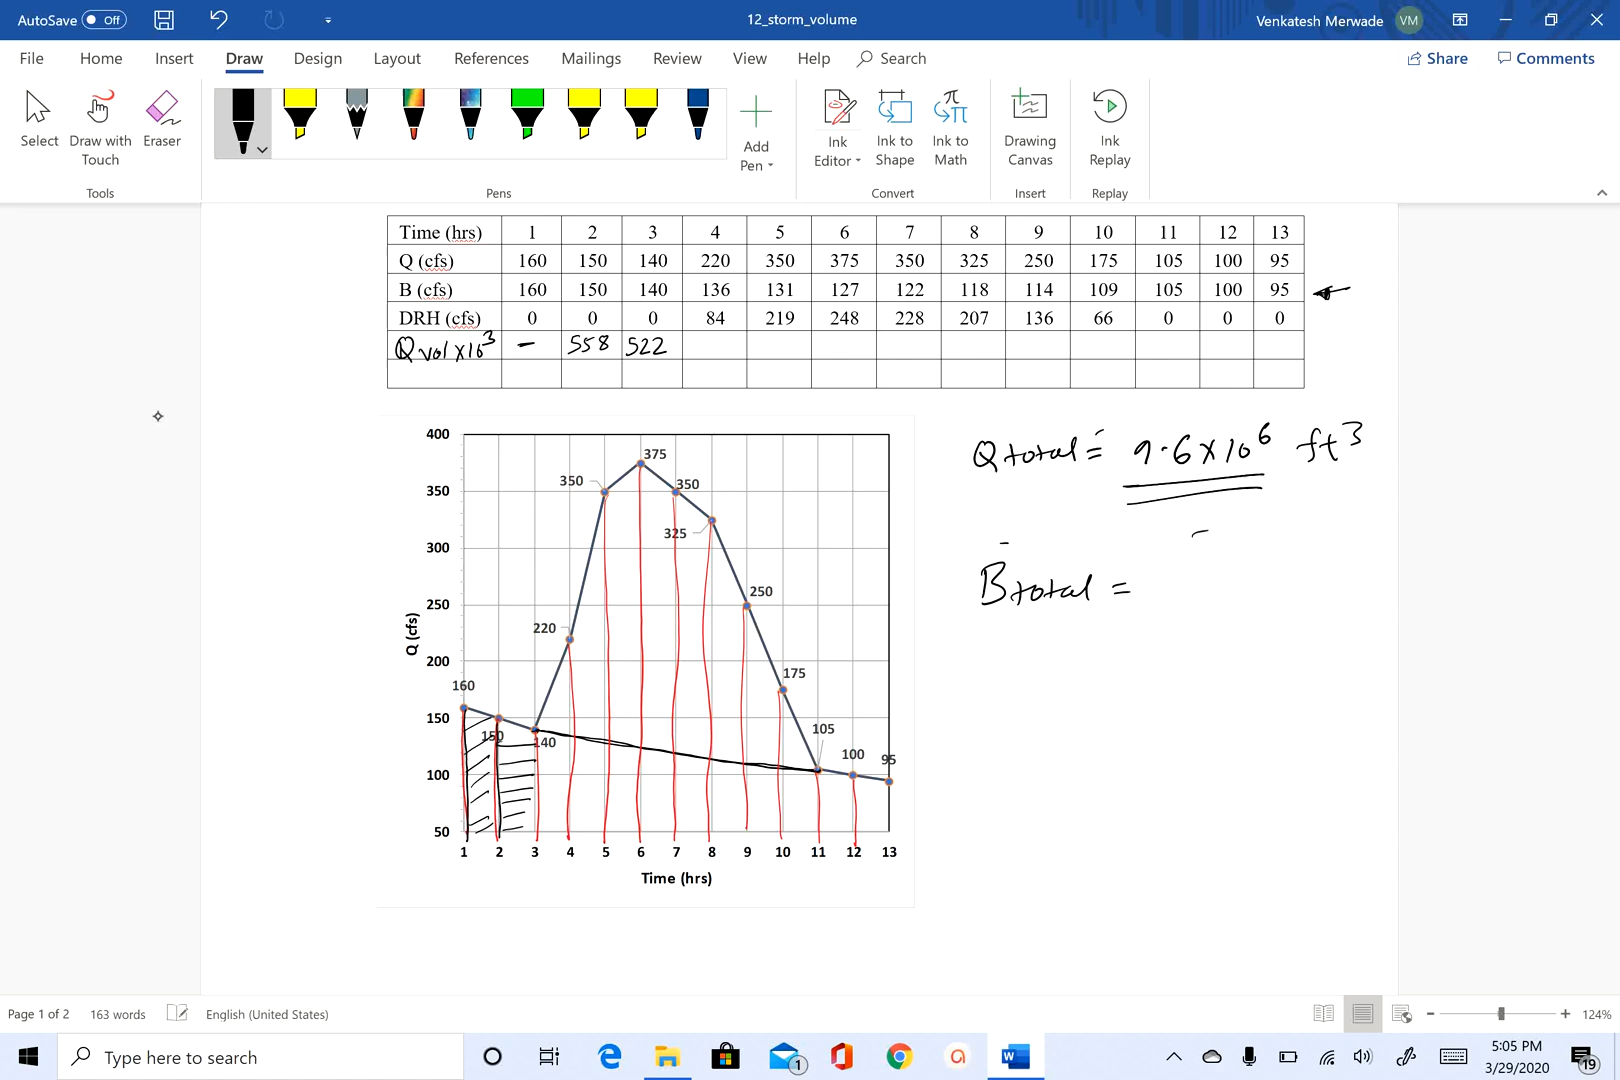 AutoSave Off 12_storm_volume Venkatesh Merwade VM
File Home Insert Draw Design Layout References Mailings Review View Help Search Share Comments
Select Draw with Touch Eraser Add Pen Ink Editor Ink to Shape Ink to Math Drawing Canvas Ink Replay
Tools Pens Convert Insert Replay
Time (hrs) 1 2 3 4 5 6 7 8 9 10 11 12 13
Q (cfs) 160 150 140 220 350 375 350 325 250 175 105 100 95
B (cfs) 160 150 140 136 131 127 122 118 114 109 105 100 95
DRH (cfs) 0 0 0 84 219 248 228 207 136 66 0 0 0
Q vol x10³ - 558 522
Q total = 9.6 x 10⁶ ft³
B total =
400
350
300
250
200
150
100
50
Q (cfs)
160
150
140
220
350
375
350
325
250
175
105
100
95
1 2 3 4 5 6 7 8 9 10 11 12 13
Time (hrs)
Page 1 of 2 163 words English (United States) 124%
Type here to search 1 5:05 PM
3/29/2020 19